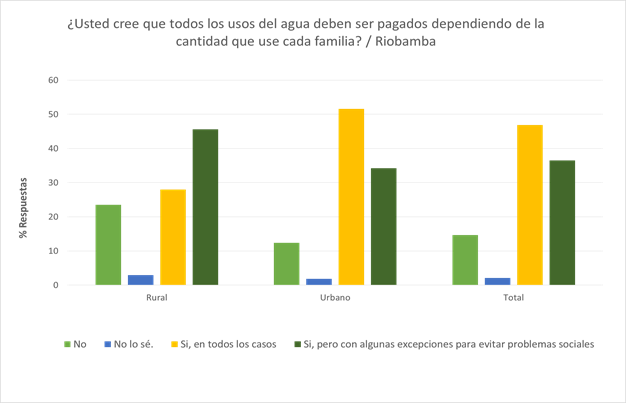 ¿Usted cree que todos los usos del agua deben ser pagados dependiendo de la
cantidad que use cada familia? / Riobamba
60
50
40
30
20
10
0
% Respuestas
Rural Urbano Total
No No lo sé. Si, en todos los casos Si, pero con algunas excepciones para evitar problemas sociales